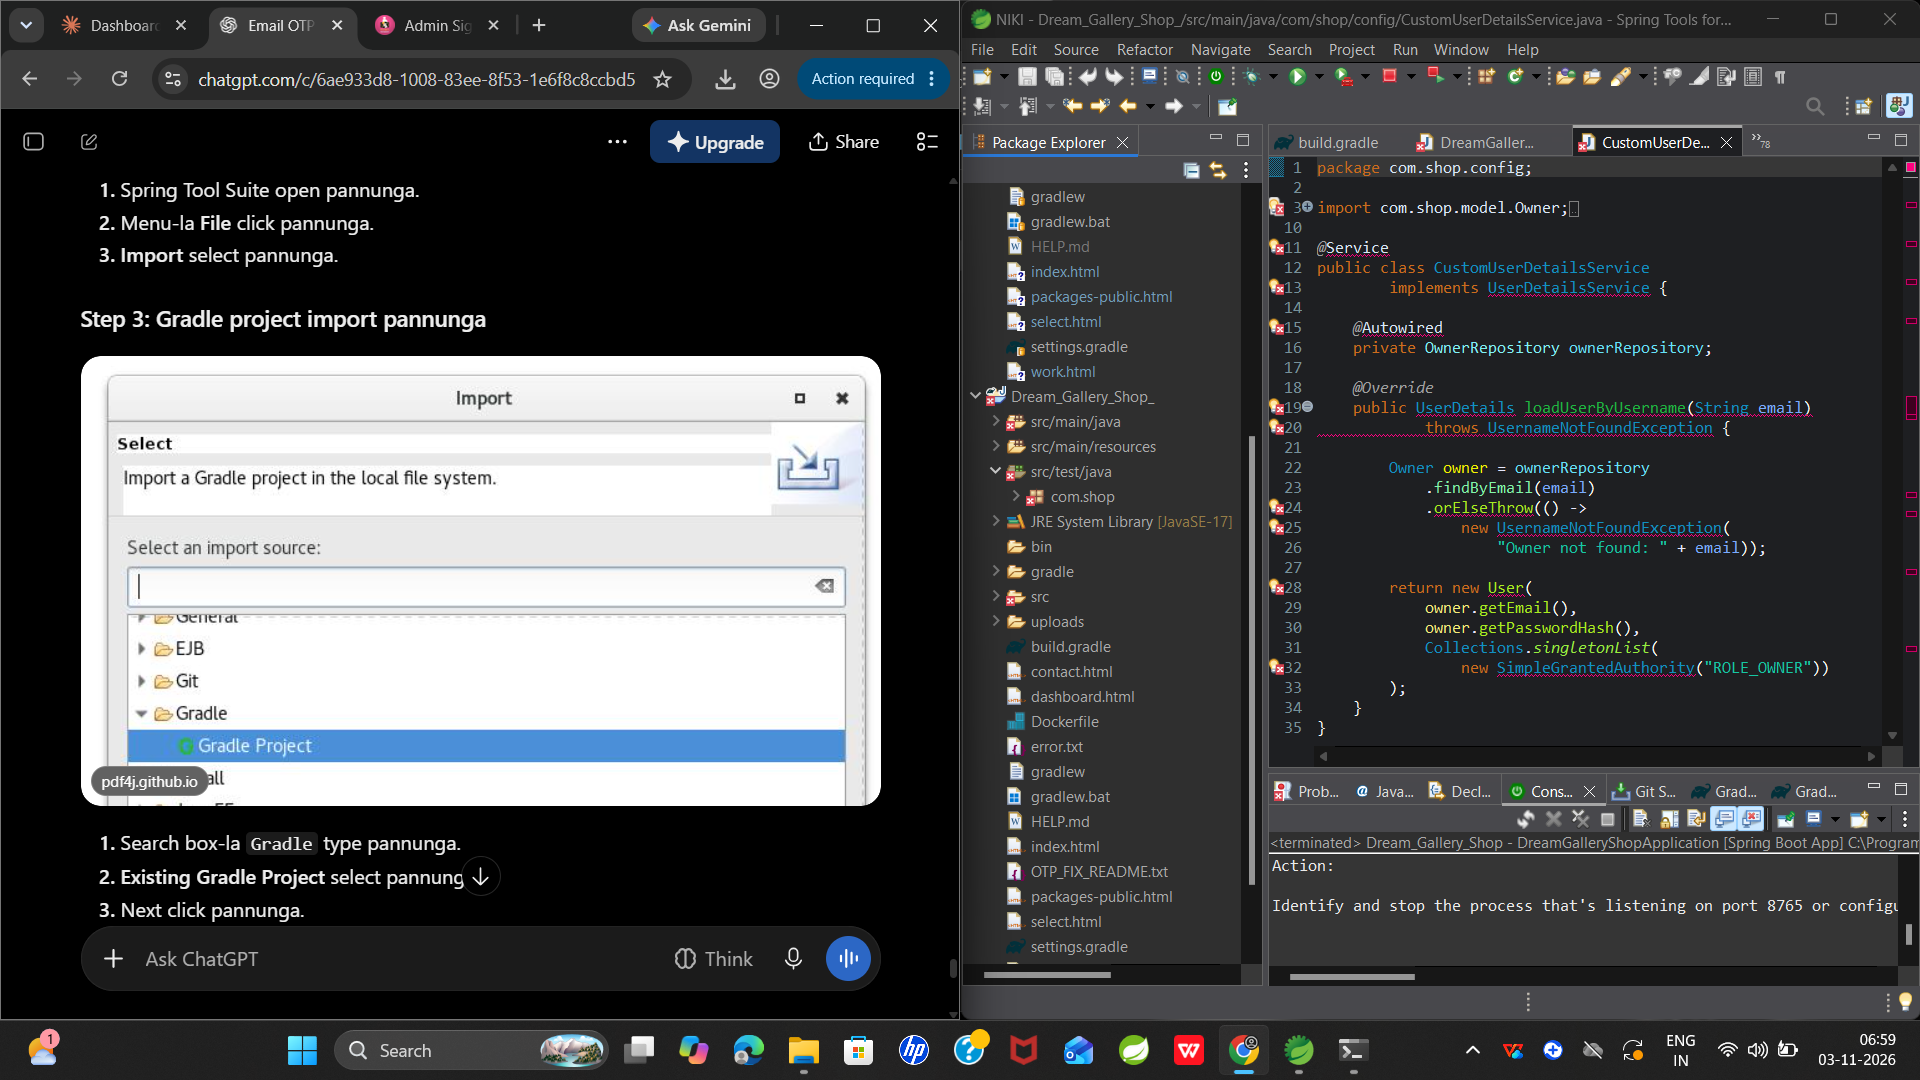 Dashboard
Email OTP
Admin Sig
Ask Gemini
chatgpt.com/c/6ae933d8-1008-83ee-8f53-1e6f8c8ccbd5
Action required
Upgrade
Share
1. Spring Tool Suite open pannunga.
2. Menu-la File click pannunga.
3. Import select pannunga.
Step 3: Gradle project import pannunga
Import
Select
Import a Gradle project in the local file system.
Select an import source:
General
EJB
Git
Gradle
Gradle Project
all
pdf4j.github.io
1. Search box-la Gradle type pannunga.
2. Existing Gradle Project select pannung
3. Next click pannunga.
Ask ChatGPT
Think
NIKI - Dream_Gallery_Shop_/src/main/java/com/shop/config/CustomUserDetailsService.java - Spring Tools for...
File Edit Source Refactor Navigate Search Project Run Window Help
Package Explorer
gradlew
gradlew.bat
HELP.md
index.html
packages-public.html
select.html
settings.gradle
work.html
Dream_Gallery_Shop_
src/main/java
src/main/resources
src/test/java
com.shop
JRE System Library [JavaSE-17]
bin
gradle
src
uploads
build.gradle
contact.html
dashboard.html
Dockerfile
error.txt
gradlew
gradlew.bat
HELP.md
index.html
OTP_FIX_README.txt
packages-public.html
select.html
settings.gradle
build.gradle
DreamGaller...
CustomUserDe...
78
1 package com.shop.config;
2
3 import com.shop.model.Owner;
10
11 @Service
12 public class CustomUserDetailsService
13 implements UserDetailsService {
14
15 @Autowired
16 private OwnerRepository ownerRepository;
17
18 @Override
19 public UserDetails loadUserByUsername(String email)
20 throws UsernameNotFoundException {
21
22 Owner owner = ownerRepository
23 .findByEmail(email)
24 .orElseThrow(() ->
25 new UsernameNotFoundException(
26 "Owner not found: " + email));
27
28 return new User(
29 owner.getEmail(),
30 owner.getPasswordHash(),
31 Collections.singletonList(
32 new SimpleGrantedAuthority("ROLE_OWNER"))
33 );
34 }
35 }
Prob...
Java...
Decl...
Cons...
Git S...
Grad...
Grad...
<terminated> Dream_Gallery_Shop - DreamGalleryShopApplication [Spring Boot App] C:\Program
Action:
Identify and stop the process that's listening on port 8765 or configu
1
Search
ENG
IN
06:59
03-11-2026